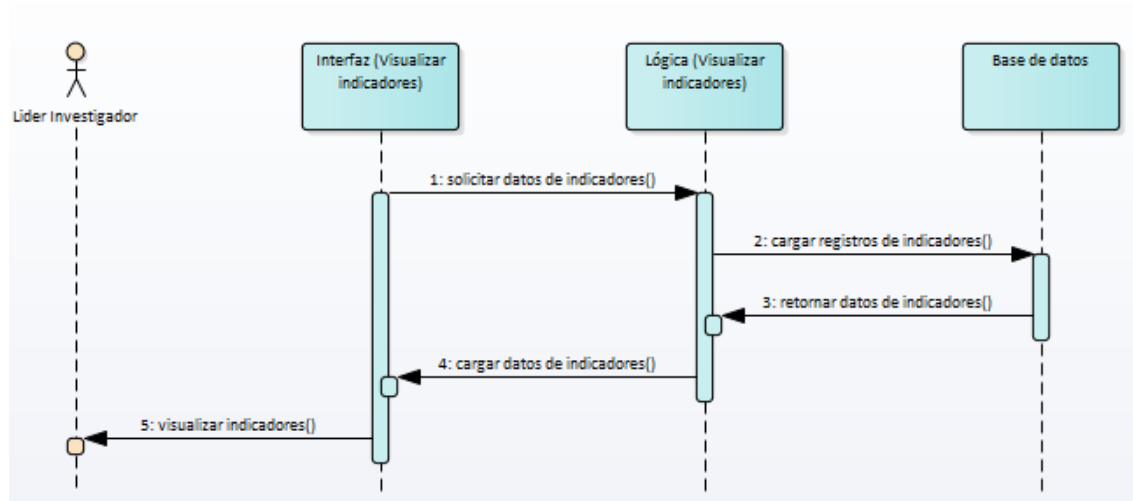 Interfaz (Visualizar
indicadores)
Lógica (Visualizar
indicadores)
Base de datos
Lider Investigador
1: solicitar datos de indicadores()
2: cargar registros de indicadores()
3: retornar datos de indicadores()
4: cargar datos de indicadores()
5: visualizar indicadores()